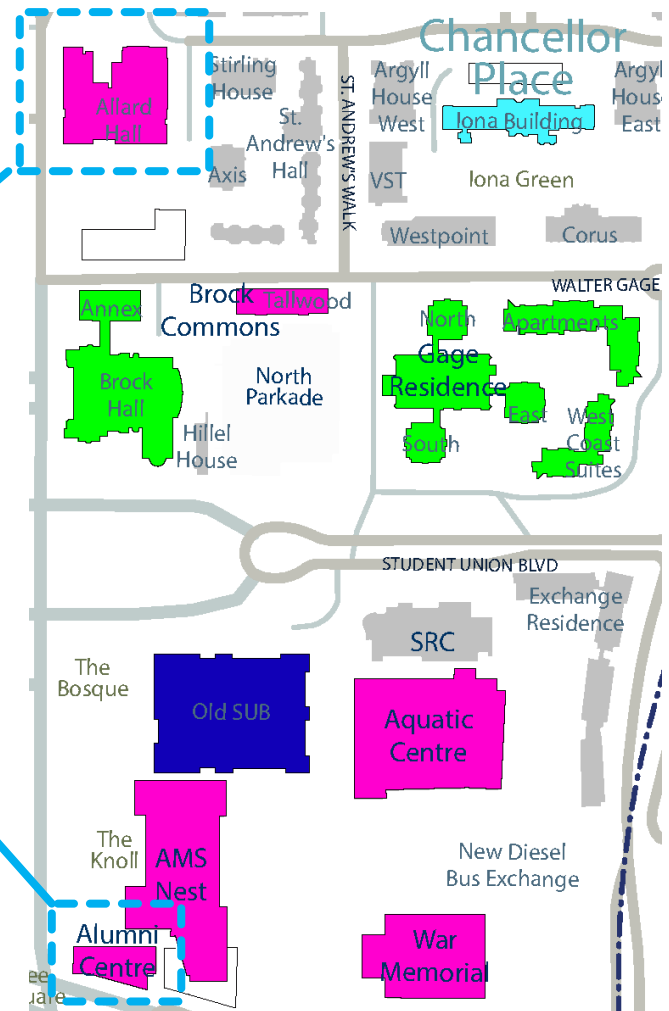 Chancellor
Place
Stirling
House
Argyll
House
West
Argyl
House
East
Allard
Hall
St.
Andrew's
Hall
ST. ANDREW'S WALK
Iona Building
Axis
VST
Iona Green
Westpoint
Corus
WALTER GAGE
Annex
Brock
Commons
Tallwood
North
Apartments
Gage
Residence
Brock
Hall
North
Parkade
East
West
Coast
Suites
Hillel
House
South
STUDENT UNION BLVD
Exchange
Residence
SRC
The
Bosque
Old SUB
Aquatic
Centre
The
Knoll
AMS
Nest
New Diesel
Bus Exchange
Alumni
Centre
War
Memorial
ee
uare